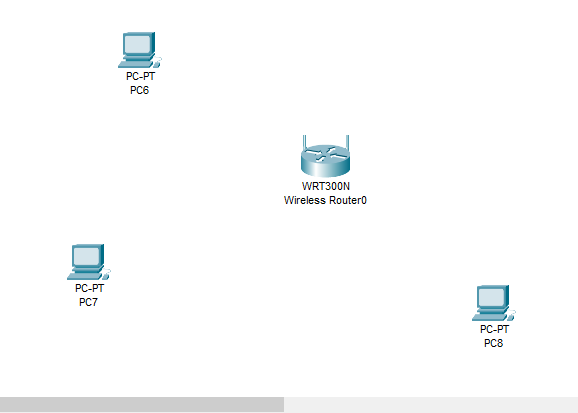 PC-PT
PC6
WRT300N
Wireless Router0
PC-PT
PC7
PC-PT
PC8